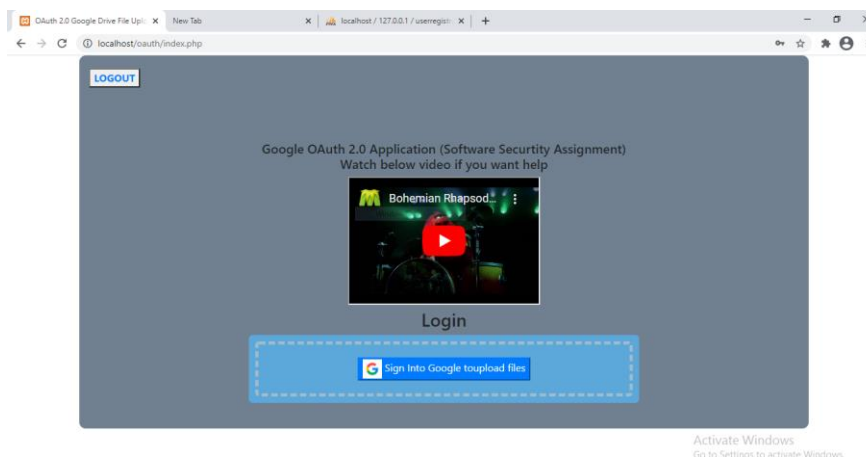 OAuth 2.0 Google Drive File Uplo
New Tab
localhost / 127.0.0.1 / userregistr
localhost/oauth/index.php
LOGOUT
Google OAuth 2.0 Application (Software Securtity Assignment)
Watch below video if you want help
Bohemian Rhapsod...
Login
Sign Into Google toupload files
Activate Windows
Go to Settings to activate Windows.